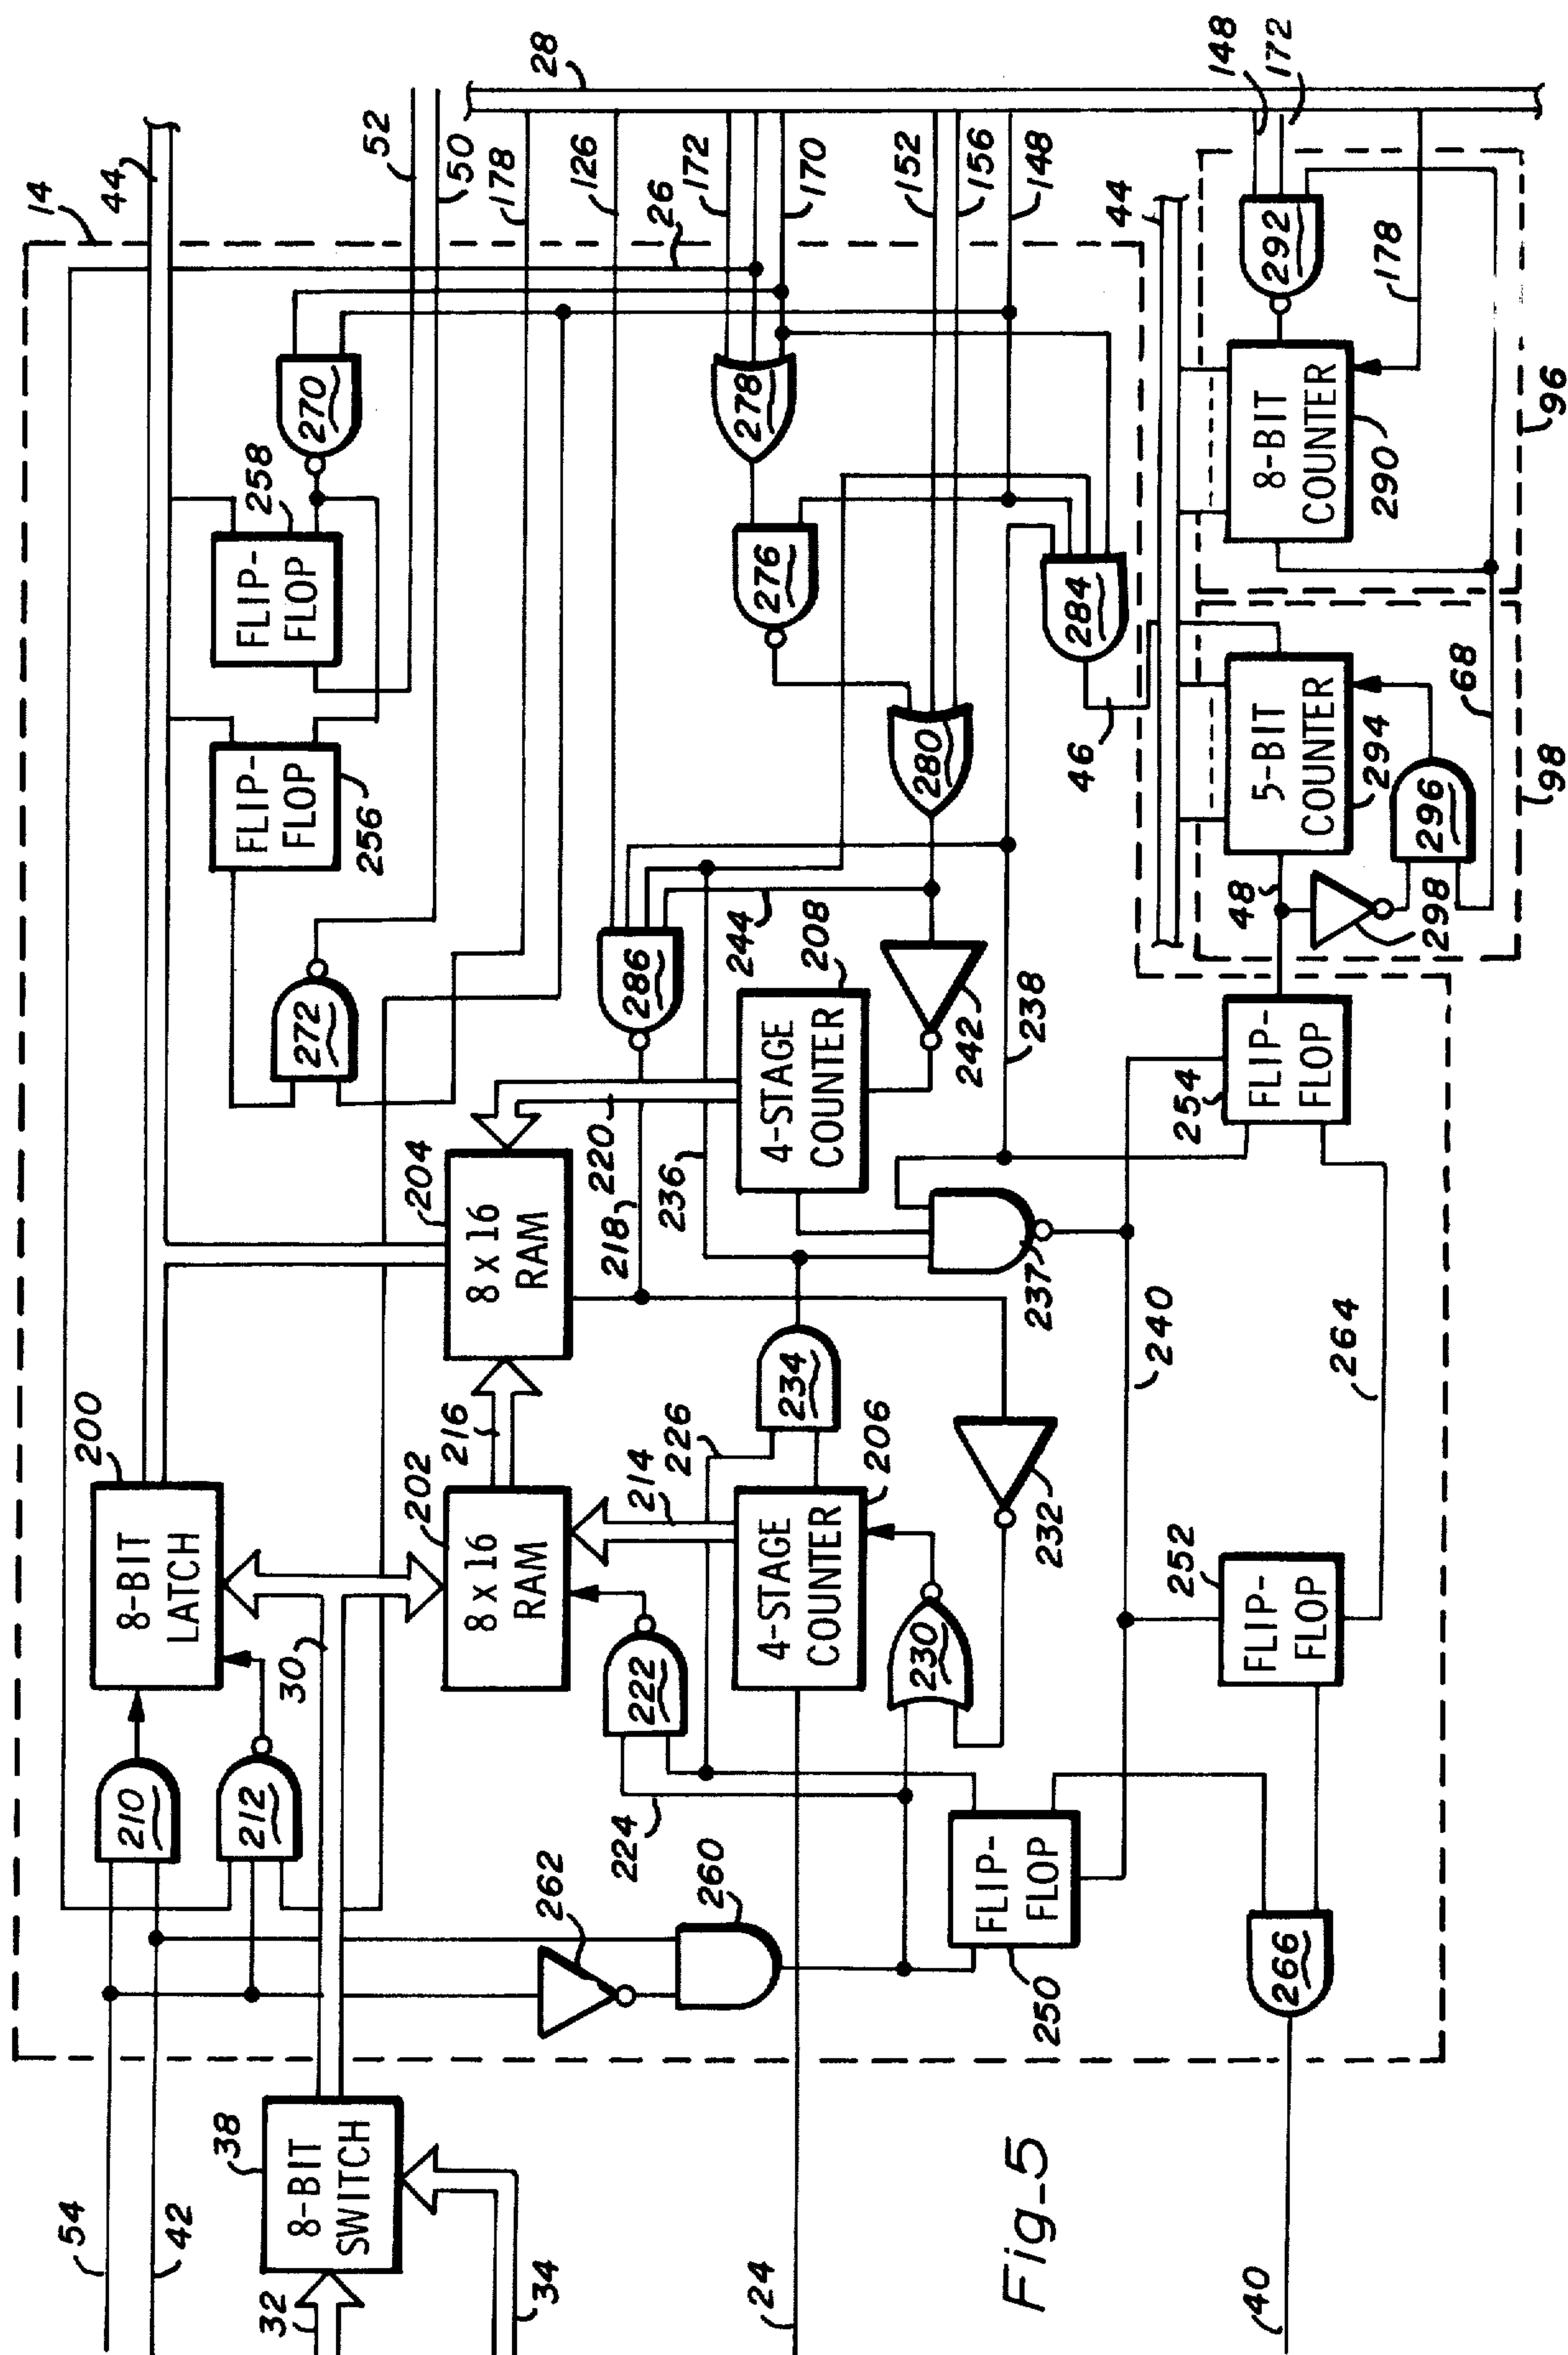 54
42
32
38
8-BIT
SWITCH
34
24
40
Fig_5
14
44
210
212
30
200
8-BIT
LATCH
262
260
224
222
202
8 x 16
RAM
216
204
8 x 16
RAM
226
214
4-STAGE
COUNTER
206
234
230
232
250
FLIP-
FLOP
266
252
FLIP-
FLOP
240
264
254
FLIP-
FLOP
237
238
218
220
236
4-STAGE
COUNTER
208
244
242
286
272
FLIP-
FLOP
256
FLIP-
FLOP
258
270
276
278
280
284
46
26
52
50
178
28
126
172
170
152
156
148
44
148
172
292
178
8-BIT
COUNTER
290
96
5-BIT
COUNTER
294
296
298
48
68
98